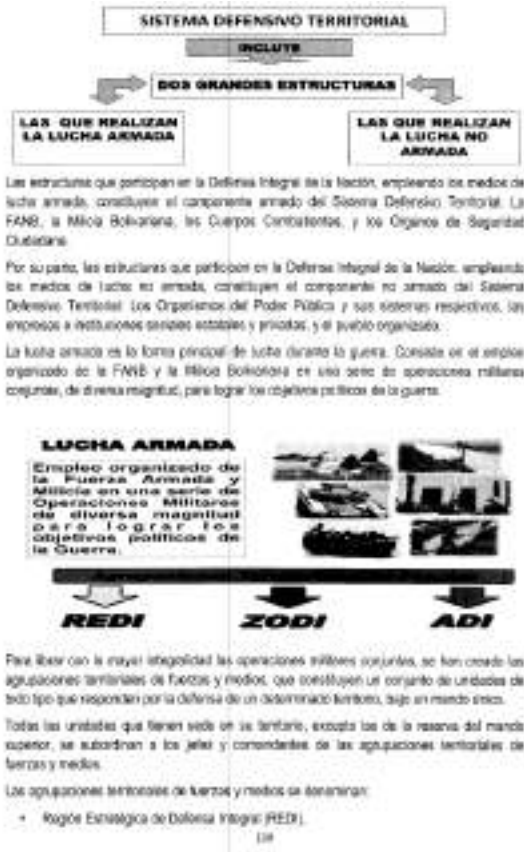 SISTEMA DEFENSIVO TERRITORIAL
INCLUYE
DOS GRANDES ESTRUCTURAS
LAS QUE REALIZAN
LA LUCHA ARMADA
LAS QUE REALIZAN
LA LUCHA NO
ARMADA
Las estructuras que participan en la Defensa Integral de la Nación, empleando los medios de
lucha armada, constituyen el componente armado del Sistema Defensivo Territorial. La
FANB, la Milicia Bolivariana, los Cuerpos Combatientes, y los Órganos de Seguridad
Ciudadana.
Por su parte, las estructuras que participan en la Defensa Integral de la Nación, empleando
los medios de lucha no armada, constituyen el componente no armado del Sistema
Defensivo Territorial: Los Organismos del Poder Público y sus sistemas respectivos, las
empresas e instituciones sociales estatales y privadas, y el pueblo organizado.
La lucha armada es la forma principal de lucha durante la guerra. Consiste en el empleo
organizado de la FANB y la Milicia Bolivariana en una serie de operaciones militares
conjuntas, de diversa magnitud, para lograr los objetivos políticos de la guerra.
LUCHA ARMADA
Empleo organizado de
la Fuerza Armada y
Milicia en una serie de
Operaciones Militares
de diversa magnitud
para lograr los
objetivos políticos de
la Guerra.
REDI ZODI ADI
Para librar con la mayor integralidad las operaciones militares conjuntas, se han creado las
agrupaciones territoriales de fuerzas y medios, que constituyen un conjunto de unidades de
todo tipo que responden por la defensa de un determinado territorio, bajo un mando único.
Todas las unidades que tienen sede en su territorio, excepto las de la reserva del mando
superior, se subordinan a los jefes y comandantes de las agrupaciones territoriales de
fuerzas y medios.
Las agrupaciones territoriales de fuerzas y medios se denominan:
• Región Estratégica de Defensa Integral (REDI).